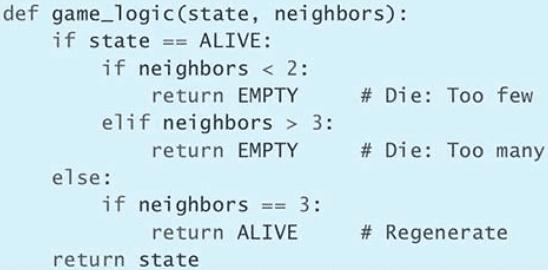 def game_logic(state, neighbors):
    if state == ALIVE:
        if neighbors < 2:
            return EMPTY     # Die: Too few
        elif neighbors > 3:
            return EMPTY     # Die: Too many
    else:
        if neighbors == 3:
            return ALIVE     # Regenerate
    return state